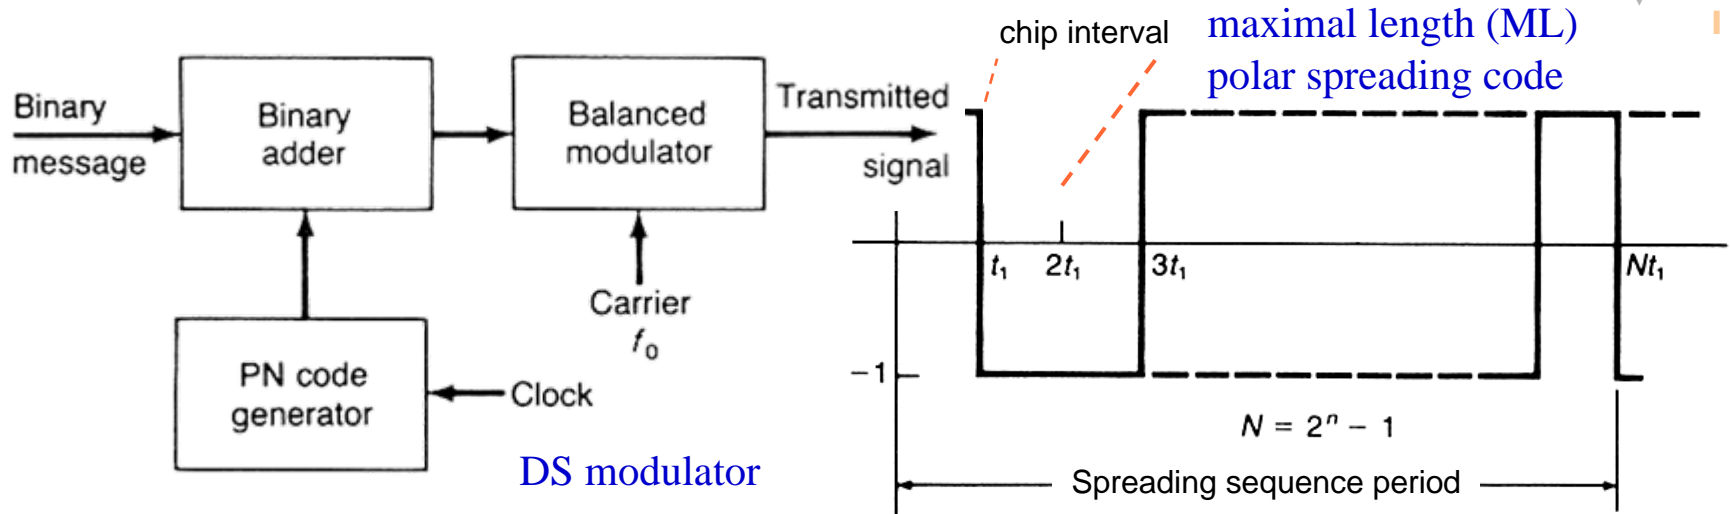 Binary
message
Binary
adder
Balanced
modulator
Transmitted
signal
Carrier
f₀
PN code
generator
Clock
DS modulator
chip interval
maximal length (ML)
polar spreading code
t₁
2t₁
3t₁
Nt₁
−1
N = 2ⁿ − 1
Spreading sequence period